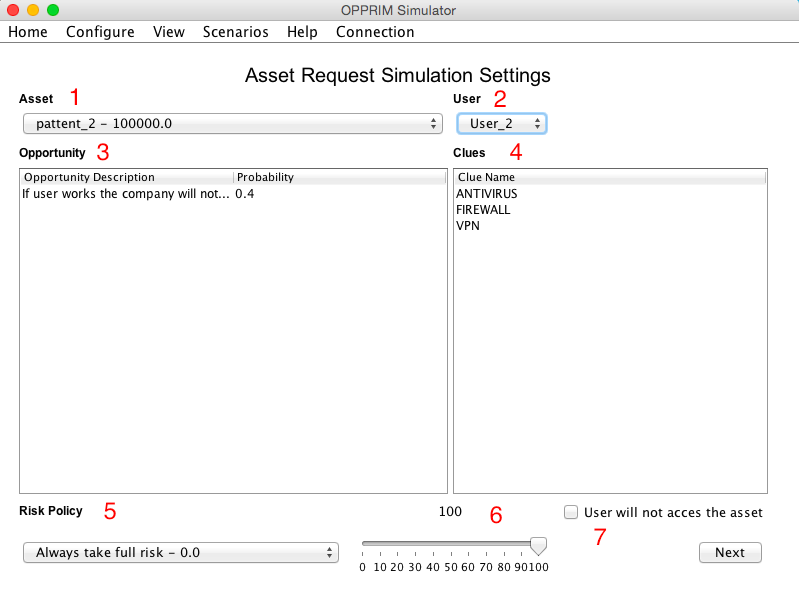 OPPRIM Simulator
Home Configure View Scenarios Help Connection
Asset Request Simulation Settings
Asset 1 User 2
pattent_2 - 100000.0 User_2
Opportunity 3 Clues 4
Opportunity Description Probability Clue Name
If user works the company will not... 0.4 ANTIVIRUS
FIREWALL
VPN
Risk Policy 5 100 6 User will not acces the asset
7
Always take full risk - 0.0 Next
0 10 20 30 40 50 60 70 80 90 100